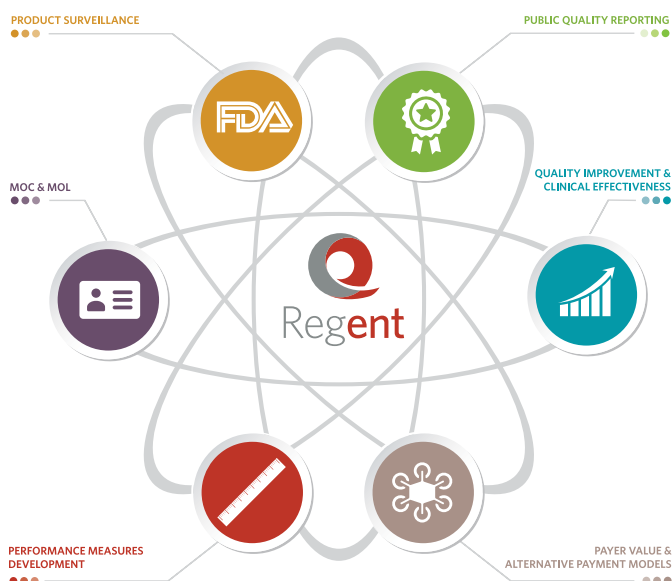 PRODUCT SURVEILLANCE
PUBLIC QUALITY REPORTING
FDA
QUALITY IMPROVEMENT &
CLINICAL EFFECTIVENESS
MOC & MOL
Regent
PERFORMANCE MEASURES
DEVELOPMENT
PAYER VALUE &
ALTERNATIVE PAYMENT MODELS